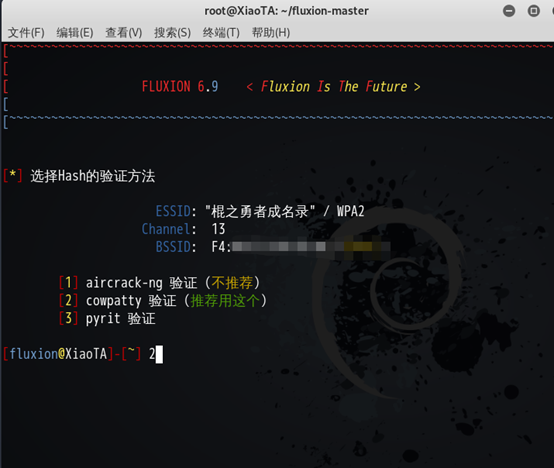 root@XiaoTA: ~/fluxion-master
文件(F) 编辑(E) 查看(V) 搜索(S) 终端(T) 帮助(H)
[~~~~~~~~~~~~~~~~~~~~~~~~~~~~~~~~~~~~~~~~~~~~~~~~~~~~~~~~~~~~
[
[ FLUXION 6.9 < Fluxion Is The Future >
[
[~~~~~~~~~~~~~~~~~~~~~~~~~~~~~~~~~~~~~~~~~~~~~~~~~~~~~~~~~~~~
[*] 选择Hash的验证方法
ESSID: "棍之勇者成名录" / WPA2
Channel: 13
BSSID: F4:
[1] aircrack-ng 验证 (不推荐)
[2] cowpatty 验证 (推荐用这个)
[3] pyrit 验证
[fluxion@XiaoTA]-[~] 2